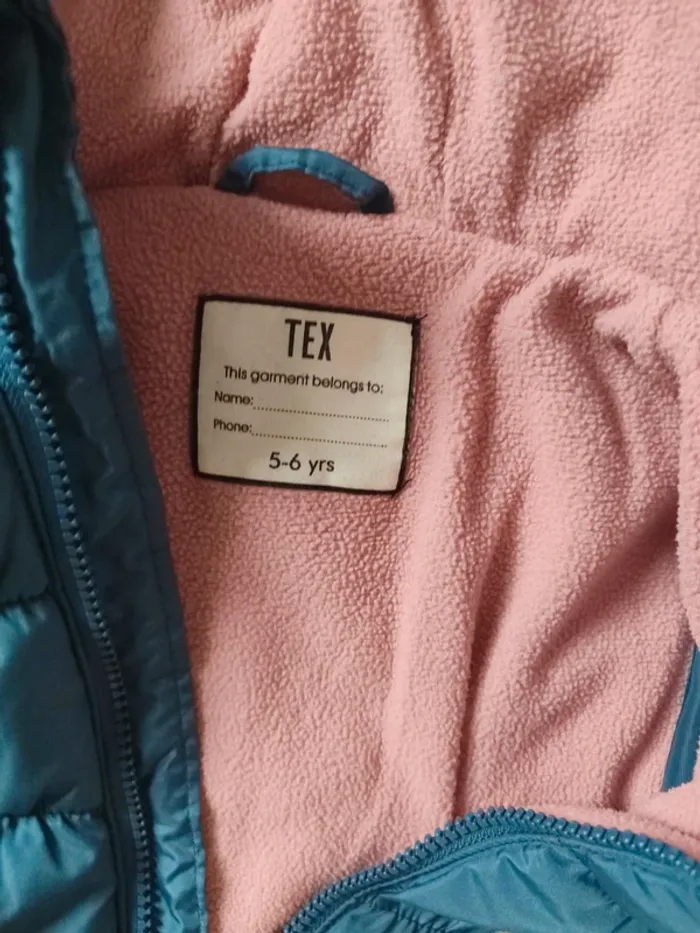 TEX
This garment belongs to:
Name:
Phone:
5-6 yrs